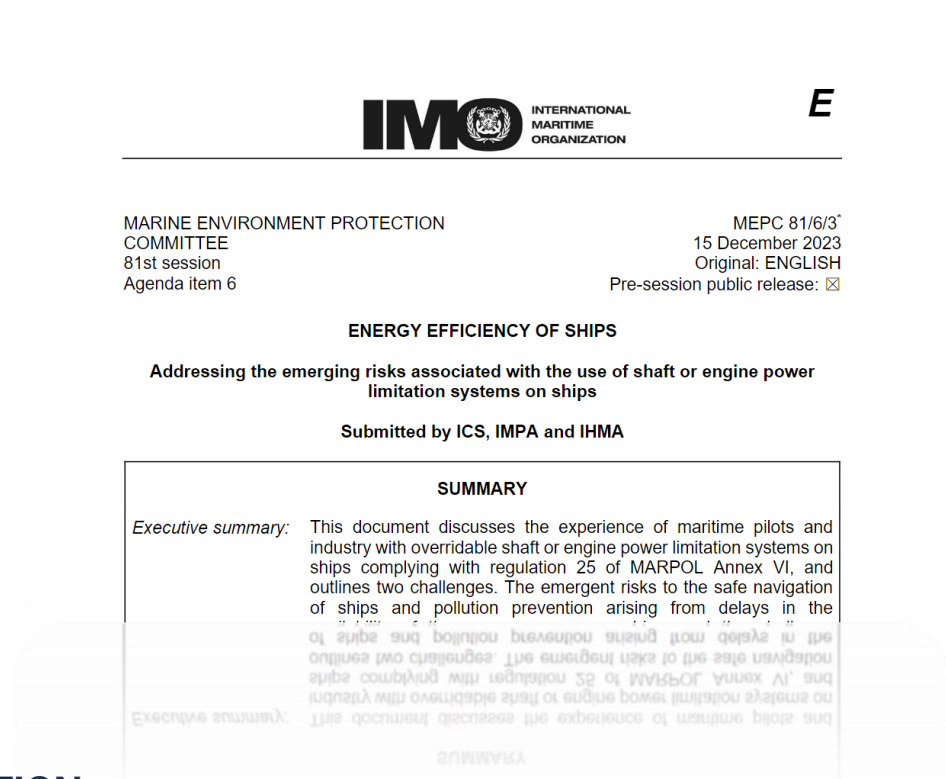 IMO INTERNATIONAL
MARITIME
ORGANIZATION
E
MARINE ENVIRONMENT PROTECTION
COMMITTEE
81st session
Agenda item 6
MEPC 81/6/3*
15 December 2023
Original: ENGLISH
Pre-session public release: ☒
ENERGY EFFICIENCY OF SHIPS
Addressing the emerging risks associated with the use of shaft or engine power
limitation systems on ships
Submitted by ICS, IMPA and IHMA
SUMMARY
Executive summary: This document discusses the experience of maritime pilots and
industry with overridable shaft or engine power limitation systems on
ships complying with regulation 25 of MARPOL Annex VI, and
outlines two challenges. The emergent risks to the safe navigation
of ships and pollution prevention arising from delays in the